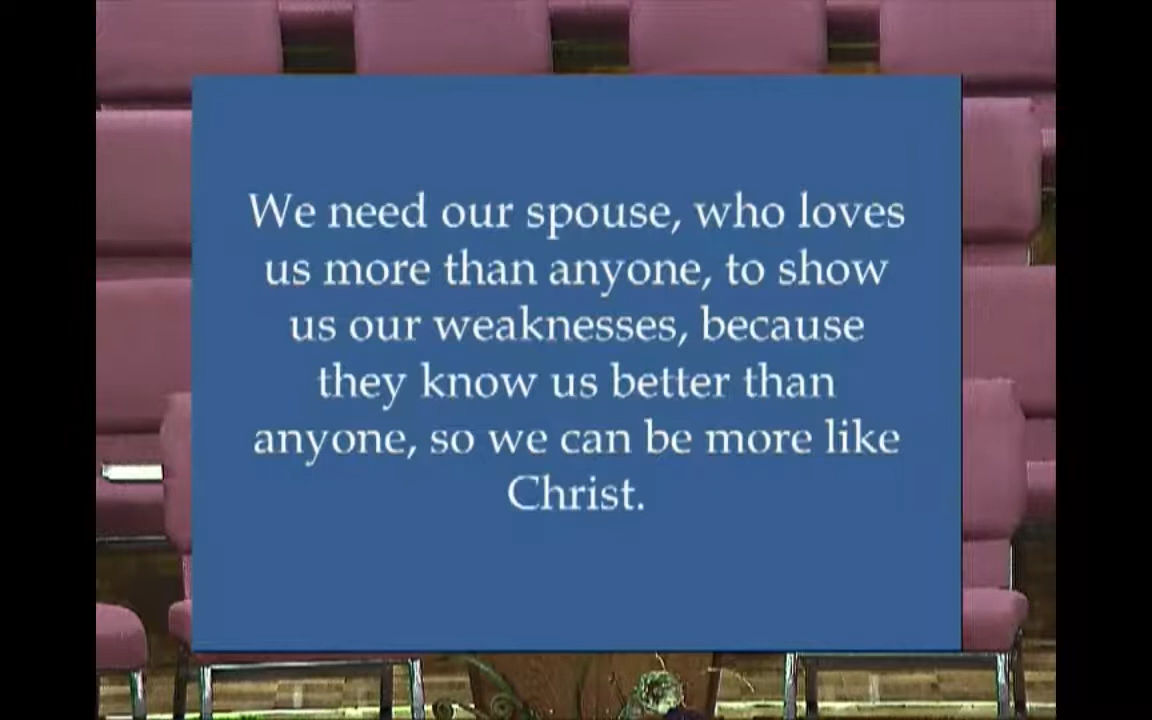 We need our spouse, who loves
us more than anyone, to show
us our weaknesses, because
they know us better than
anyone, so we can be more like
Christ.